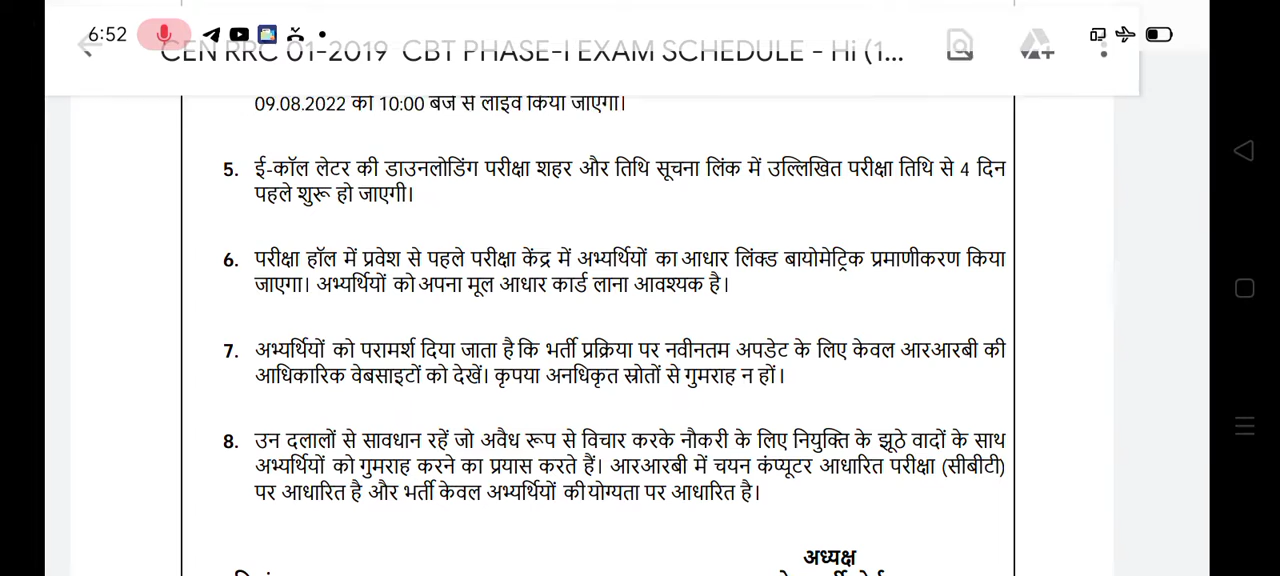 6:52
CEN RRC 01-2019 CBT PHASE-I EXAM SCHEDULE - Hi (1...
09.08.2022 को 10:00 बजे से लाइव किया जाएगा।
5. ई-कॉल लेटर की डाउनलोडिंग परीक्षा शहर और तिथि सूचना लिंक में उल्लिखित परीक्षा तिथि से 4 दिन
पहले शुरू हो जाएगी।
6. परीक्षा हॉल में प्रवेश से पहले परीक्षा केंद्र में अभ्यर्थियों का आधार लिंक्ड बायोमेट्रिक प्रमाणीकरण किया
जाएगा। अभ्यर्थियों को अपना मूल आधार कार्ड लाना आवश्यक है।
7. अभ्यर्थियों को परामर्श दिया जाता है कि भर्ती प्रक्रिया पर नवीनतम अपडेट के लिए केवल आरआरबी की
आधिकारिक वेबसाइटों को देखें। कृपया अनधिकृत स्रोतों से गुमराह न हों।
8. उन दलालों से सावधान रहें जो अवैध रूप से विचार करके नौकरी के लिए नियुक्ति के झूठे वादों के साथ
अभ्यर्थियों को गुमराह करने का प्रयास करते हैं। आरआरबी में चयन कंप्यूटर आधारित परीक्षा (सीबीटी)
पर आधारित है और भर्ती केवल अभ्यर्थियों की योग्यता पर आधारित है।
अध्यक्ष